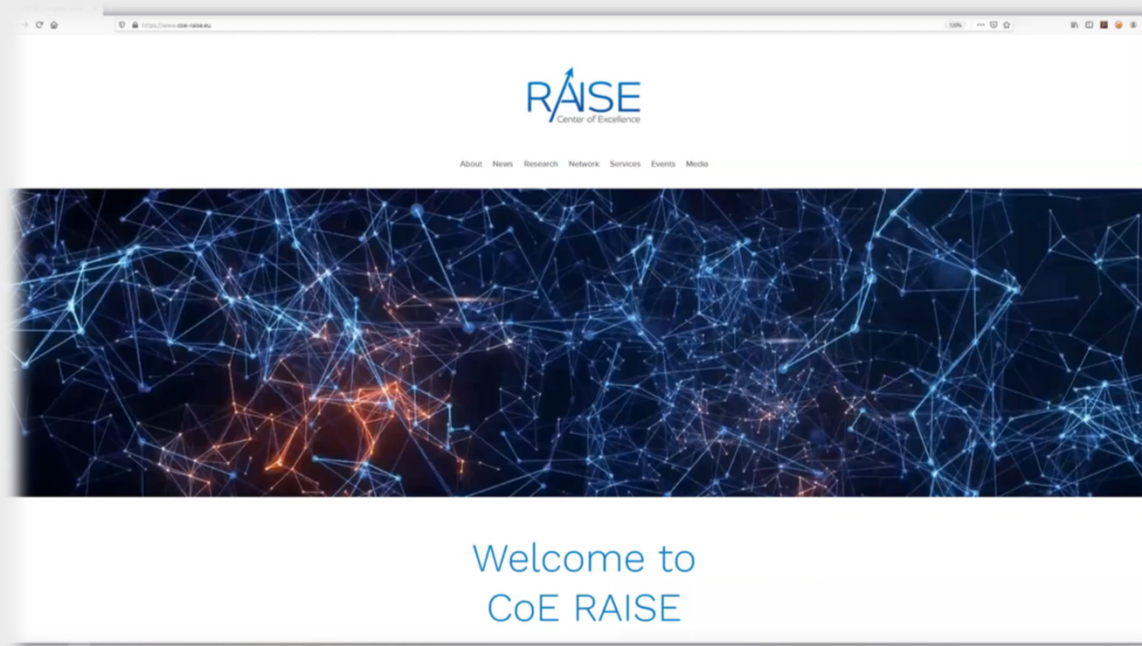 https://www.coe-raise.eu
120%
RAISE
Center of Excellence
About News Research Network Services Events Media
Welcome to
CoE RAISE